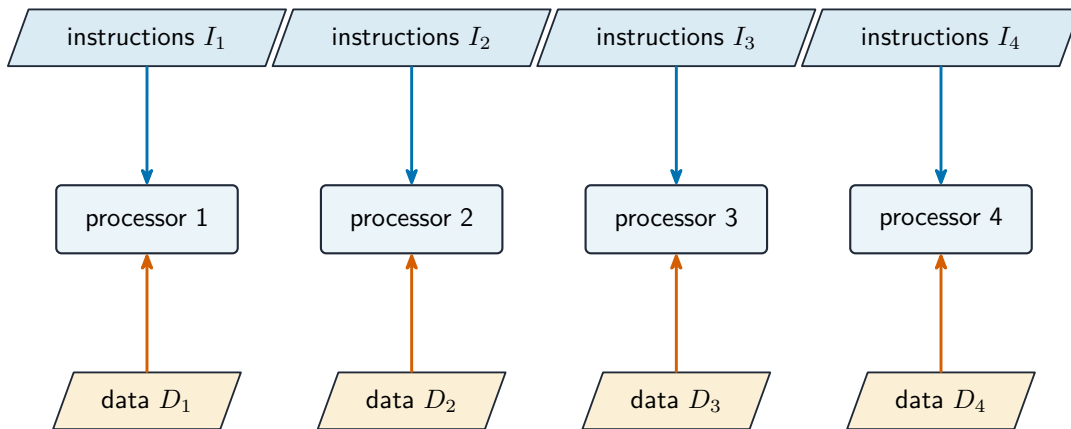 instructions I₁
instructions I₂
instructions I₃
instructions I₄
processor 1
processor 2
processor 3
processor 4
data D₁
data D₂
data D₃
data D₄